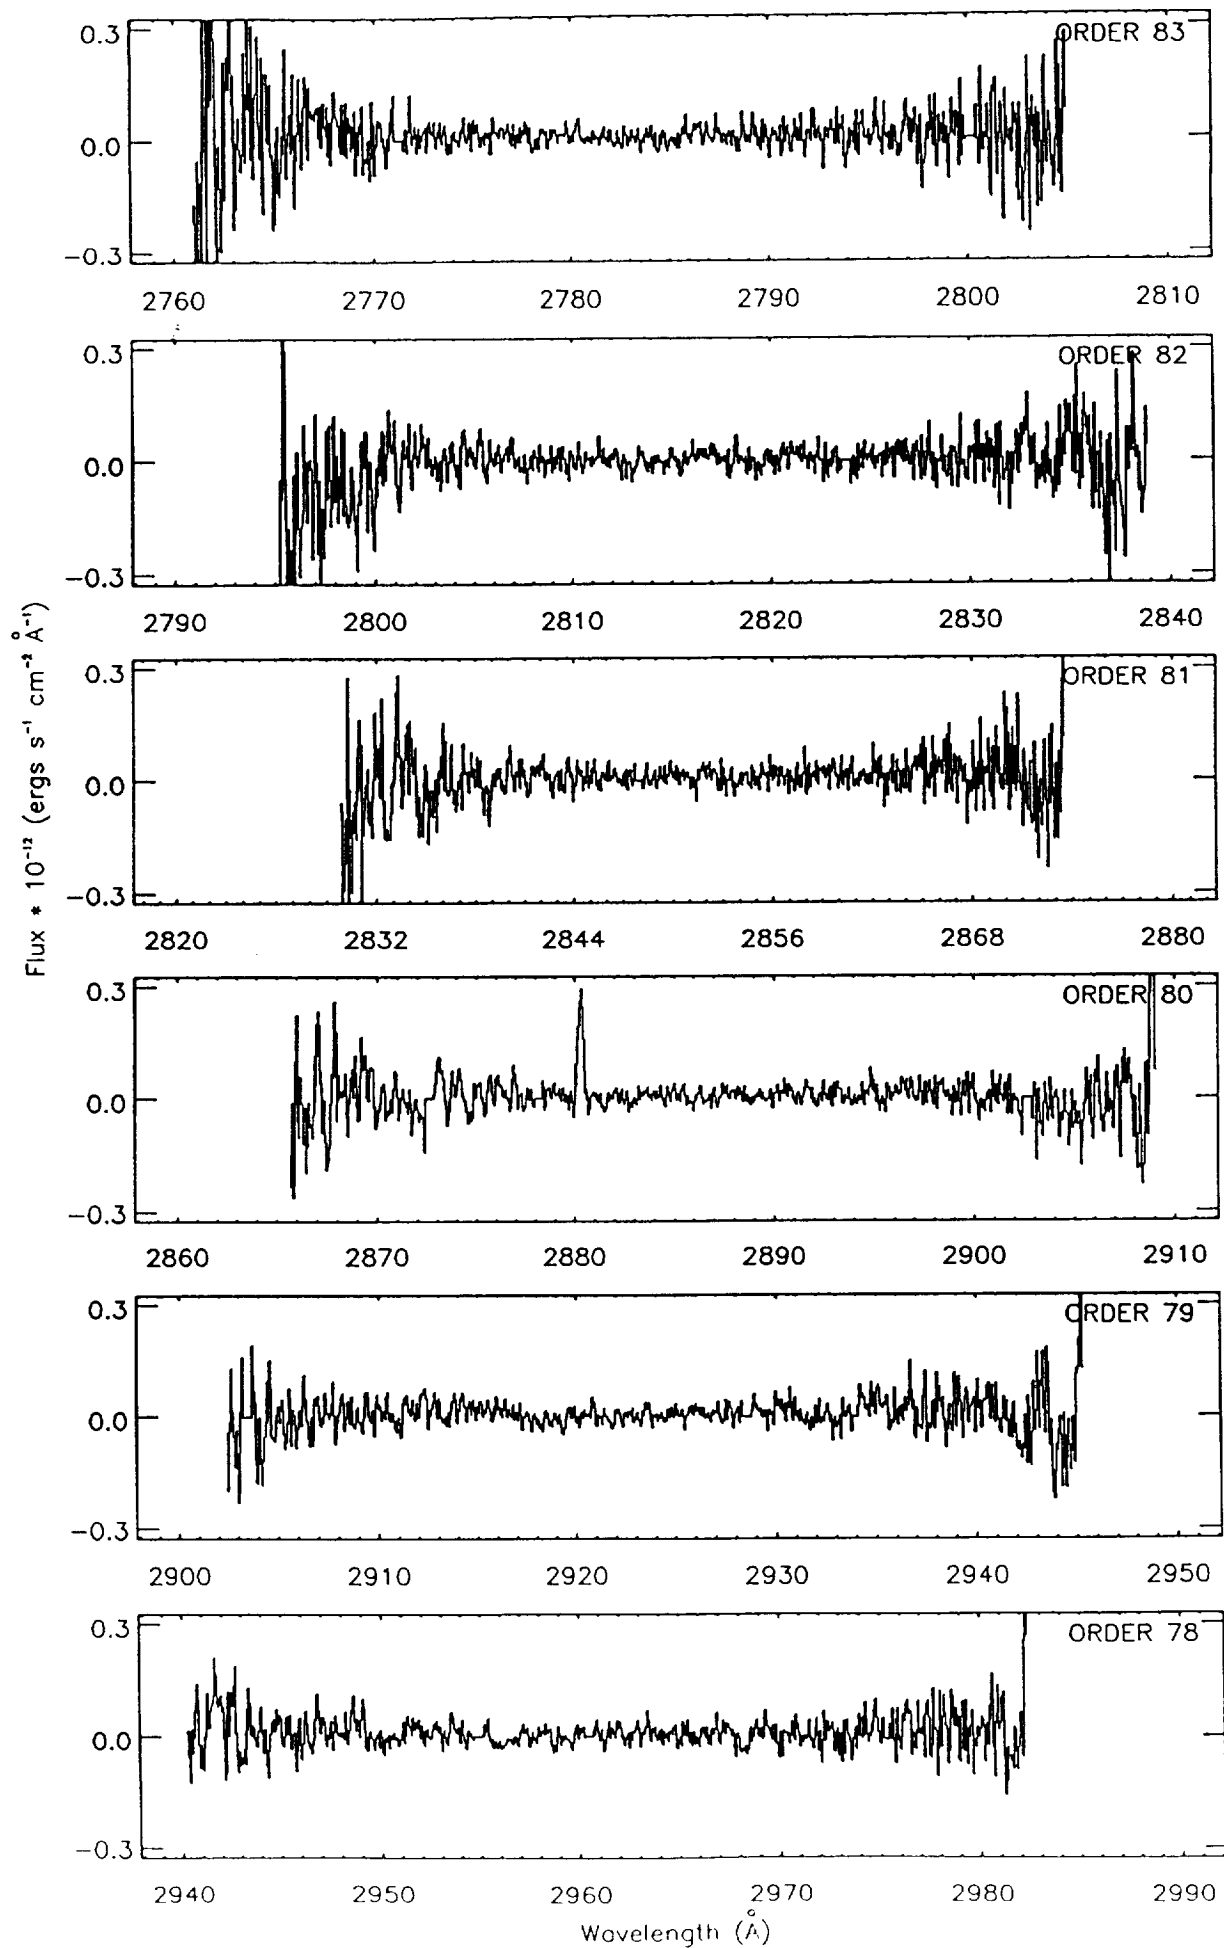 ORDER 83
0.3
0.0
-0.3
2760 2770 2780 2790 2800 2810
ORDER 82
0.3
0.0
-0.3
2790 2800 2810 2820 2830 2840
ORDER 81
0.3
0.0
-0.3
2820 2832 2844 2856 2868 2880
Flux * 10⁻¹² (ergs s⁻¹ cm⁻² Å⁻¹)
ORDER 80
0.3
0.0
-0.3
2860 2870 2880 2890 2900 2910
ORDER 79
0.3
0.0
-0.3
2900 2910 2920 2930 2940 2950
ORDER 78
0.3
0.0
-0.3
2940 2950 2960 2970 2980 2990
Wavelength (Å)